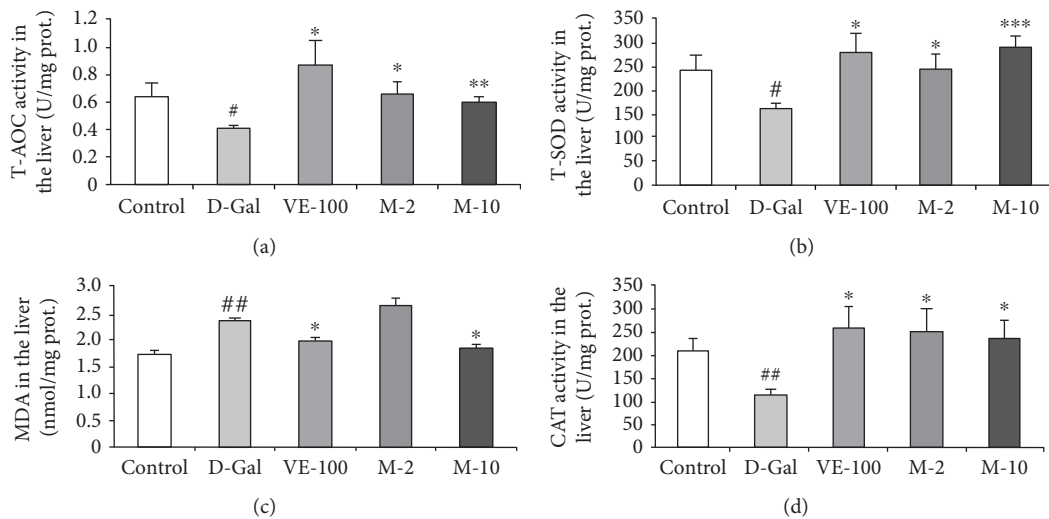 T-AOC activity in
the liver (U/mg prot.)
1.2
1.0
0.8
0.6
0.4
0.2
0
#
*
*
**
Control D-Gal VE-100 M-2 M-10
(a)
T-SOD activity in
the liver (U/mg prot.)
350
300
250
200
150
100
50
0
#
*
*
***
Control D-Gal VE-100 M-2 M-10
(b)
MDA in the liver
(nmol/mg prot.)
3.0
2.5
2.0
1.5
1.0
0.5
0
##
*
*
Control D-Gal VE-100 M-2 M-10
(c)
CAT activity in the
liver (U/mg prot.)
350
300
250
200
150
100
50
0
##
*
*
*
Control D-Gal VE-100 M-2 M-10
(d)